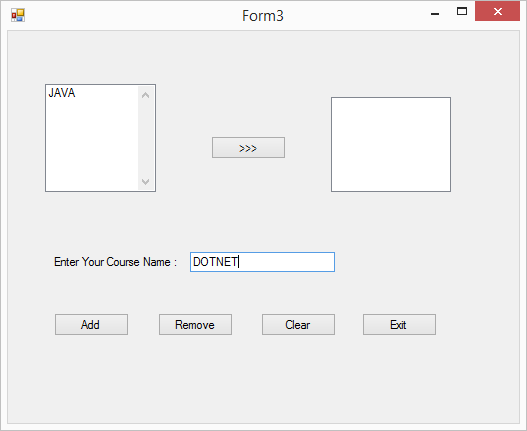 Form3
JAVA
>>>
Enter Your Course Name : DOTNET
Add Remove Clear Exit